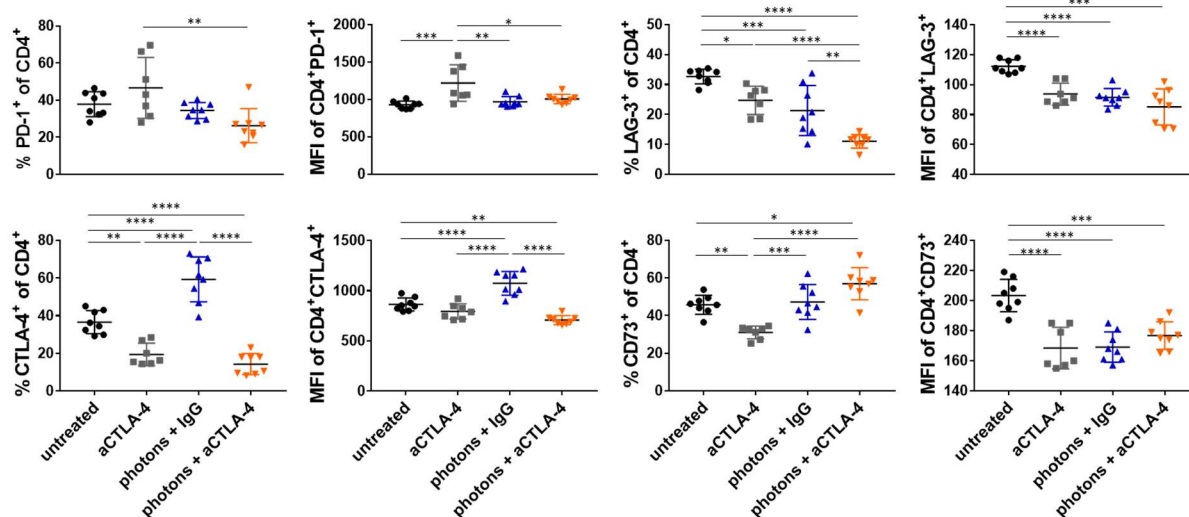 % PD-1⁺ of CD4⁺
80
60
40
20
0
**
MFI of CD4⁺PD-1⁺
2000
1500
1000
500
0
*
*** **
% LAG-3⁺ of CD4⁺
50
40
30
20
10
0
****
***
* ****
**
MFI of CD4⁺LAG-3⁺
140
120
100
80
60
40
***
****
****
%CTLA-4⁺ of CD4⁺
80
60
40
20
0
****
****
** **** ****
untreated
aCTLA-4
photons + IgG
photons + aCTLA-4
MFI of CD4⁺CTLA-4⁺
1500
1000
500
0
**
****
**** ****
untreated
aCTLA-4
photons + IgG
photons + aCTLA-4
% CD73⁺ of CD4⁺
80
60
40
20
0
*
****
** ***
untreated
aCTLA-4
photons + IgG
photons + aCTLA-4
MFI of CD4⁺CD73⁺
240
220
200
180
160
140
***
****
****
untreated
aCTLA-4
photons + IgG
photons + aCTLA-4